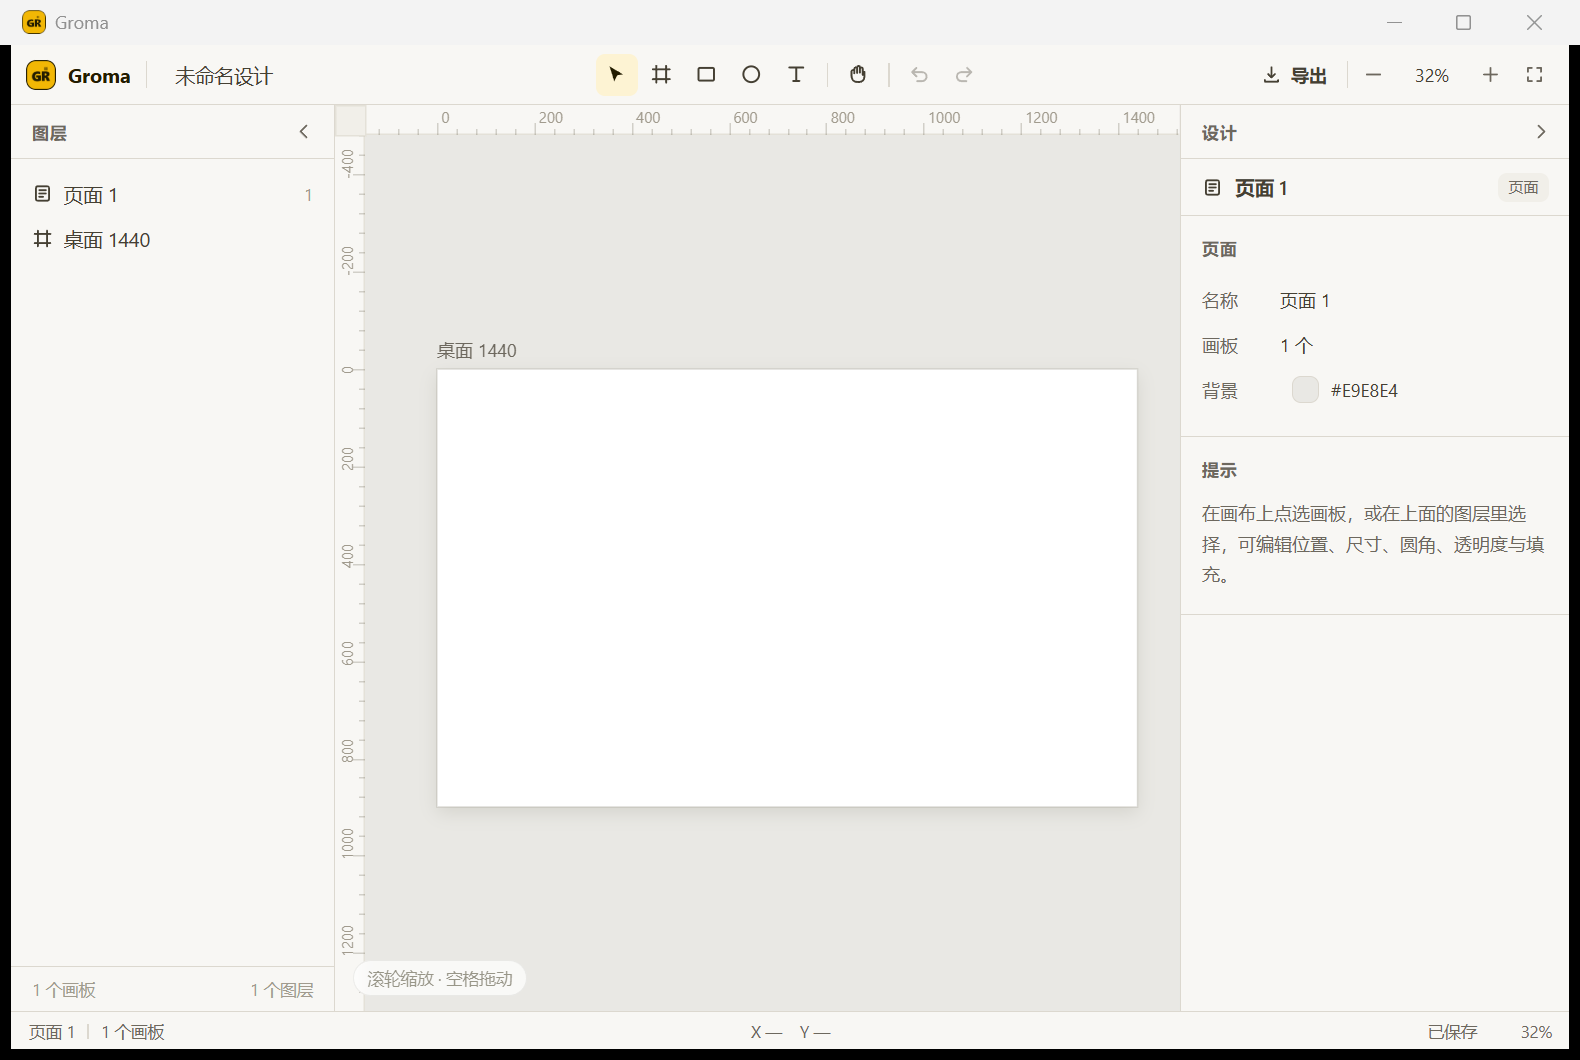 GR Groma
GR Groma 未命名设计 T 导出 32%
图层
页面 1 1
桌面 1440
0 200 400 600 800 1000 1200 1400
-400
-200
0
200
400
600
800
1000
1200
桌面 1440
滚轮缩放 · 空格拖动
1 个画板 1 个图层
设计
页面 1 页面
页面
名称 页面 1
画板 1 个
背景 #E9E8E4
提示
在画布上点选画板，或在上面的图层里选
择，可编辑位置、尺寸、圆角、透明度与填
充。
页面 1 1 个画板 X — Y — 已保存 32%